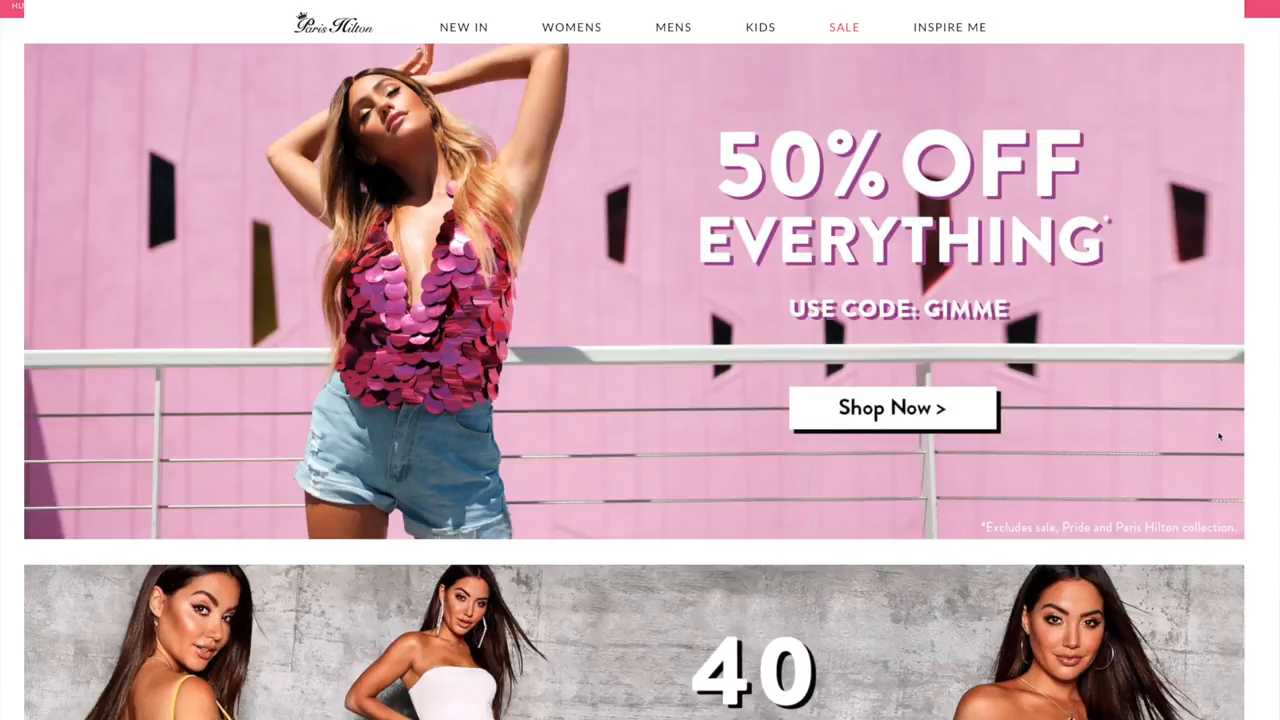 HU
Paris Hilton
NEW IN WOMENS MENS KIDS SALE INSPIRE ME
50% OFF
EVERYTHING*
USE CODE: GIMME
Shop Now >
*Excludes sale, Pride and Paris Hilton collection.
40